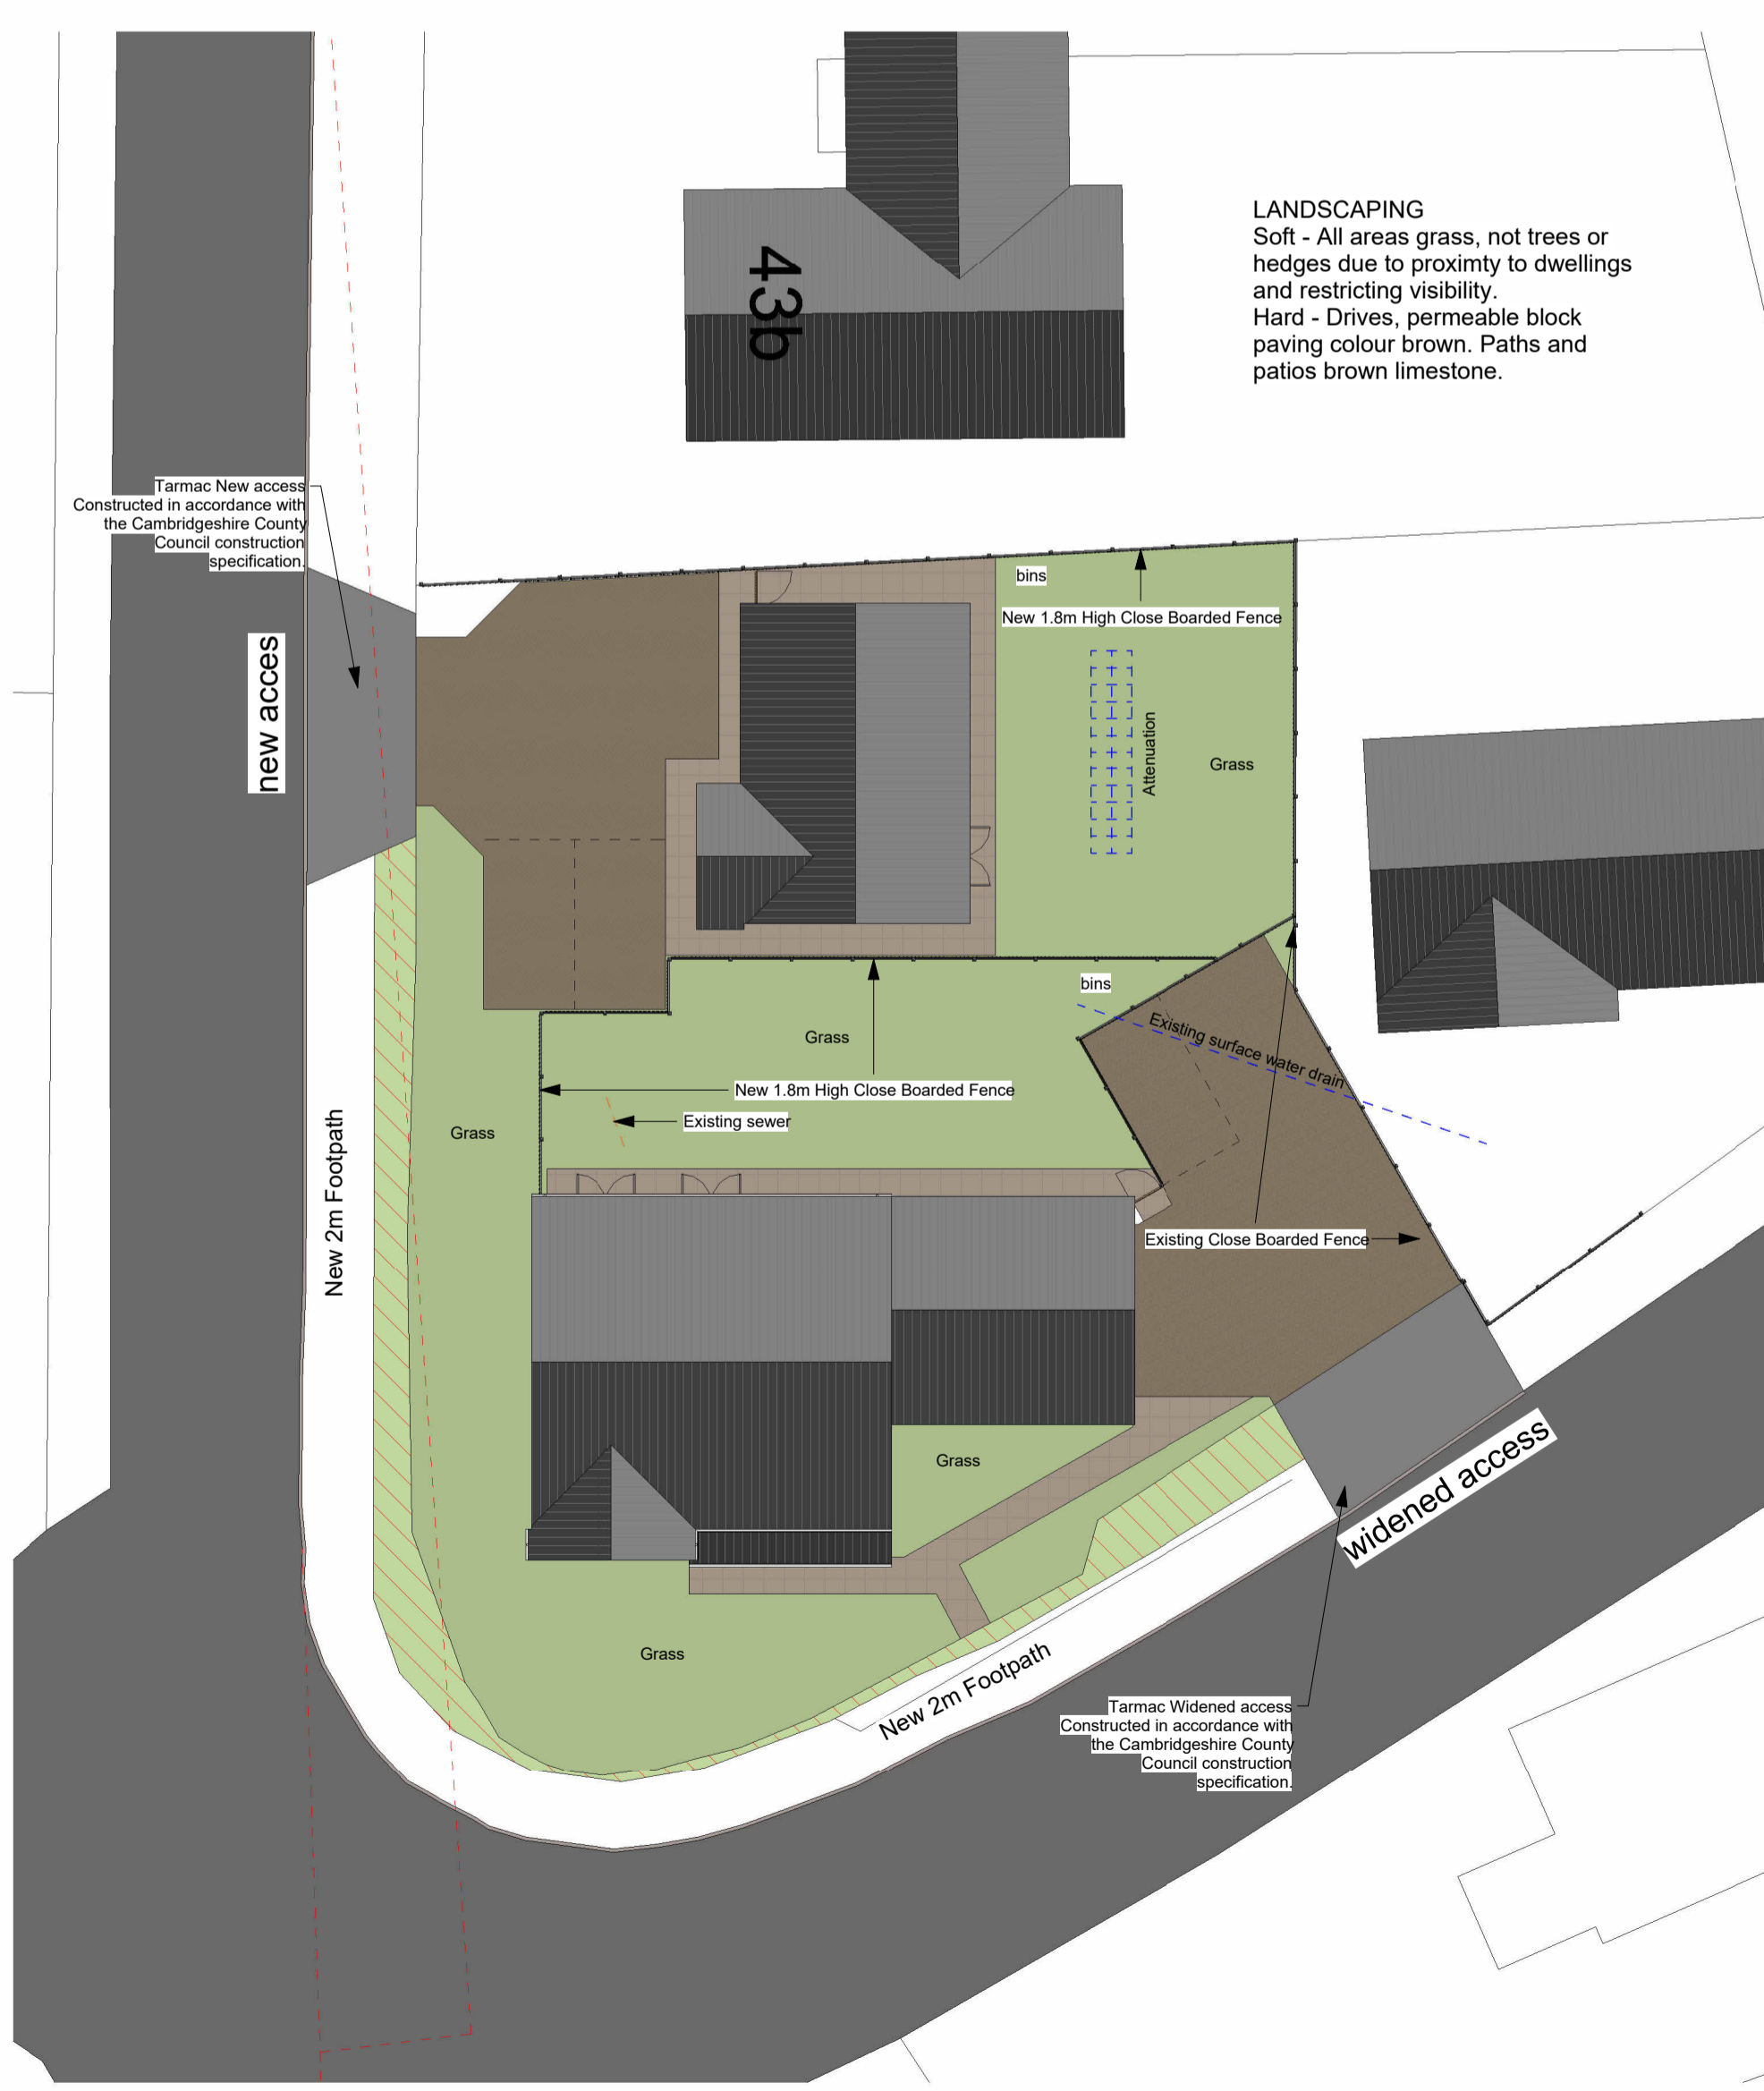 LANDSCAPING
Soft - All areas grass, not trees or
hedges due to proximty to dwellings
and restricting visibility.
Hard - Drives, permeable block
paving colour brown. Paths and
patios brown limestone.
43b
Tarmac New access
Constructed in accordance with
the Cambridgeshire County
Council construction
specification.
new acces
bins
New 1.8m High Close Boarded Fence
Attenuation
Grass
bins
Existing surface water drain
Grass
New 1.8m High Close Boarded Fence
Existing sewer
Grass
New 2m Footpath
Existing Close Boarded Fence
Grass
widened access
Grass
New 2m Footpath
Tarmac Widened access
Constructed in accordance with
the Cambridgeshire County
Council construction
specification.